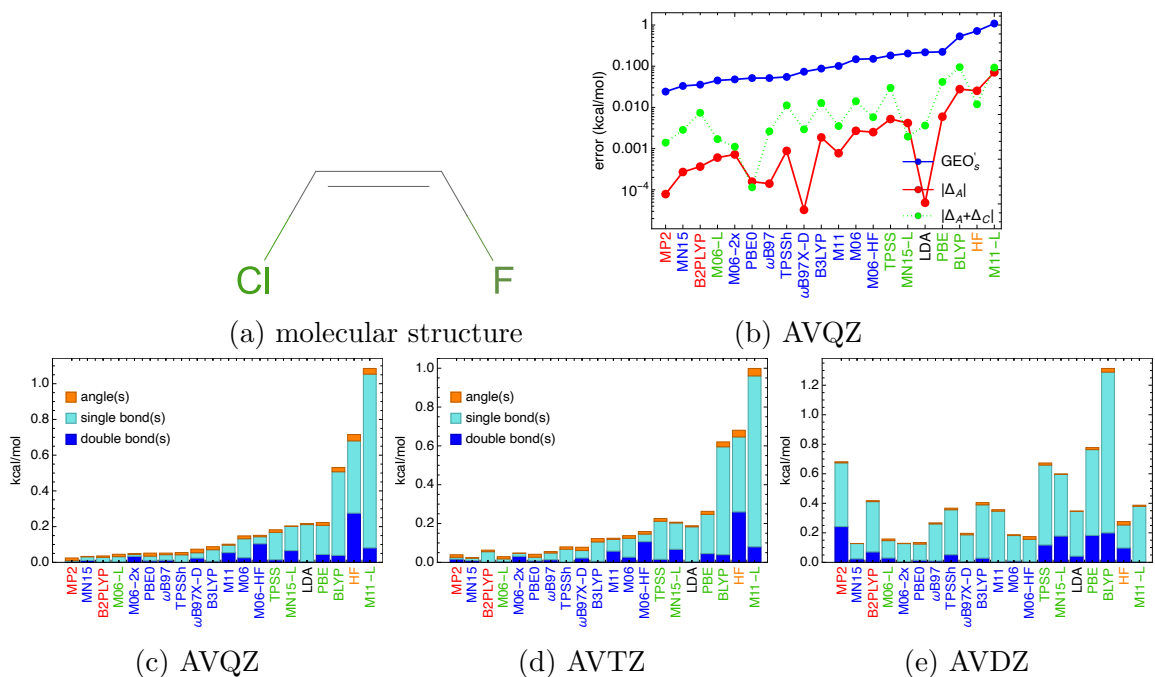 Cl
F
(a) molecular structure
error (kcal/mol)
1
0.100
0.010
0.001
10⁻⁴
GEO's
|ΔA|
|ΔA+ΔC|
MP2
MN15
B2PLYP
M06-L
M06-2x
PBE0
ωB97
TPSSh
ωB97X-D
B3LYP
M11
M06
M06-HF
TPSS
MN15-L
LDA
PBE
BLYP
HF
M11-L
(b) AVQZ
kcal/mol
1.0
0.8
0.6
0.4
0.2
0.0
angle(s)
single bond(s)
double bond(s)
MP2
MN15
B2PLYP
M06-L
M06-2x
PBE0
ωB97
TPSSh
ωB97X-D
B3LYP
M11
M06
M06-HF
TPSS
MN15-L
LDA
PBE
BLYP
HF
M11-L
(c) AVQZ
kcal/mol
1.0
0.8
0.6
0.4
0.2
0.0
angle(s)
single bond(s)
double bond(s)
MP2
MN15
B2PLYP
M06-L
M06-2x
PBE0
ωB97
TPSSh
ωB97X-D
B3LYP
M11
M06
M06-HF
TPSS
MN15-L
LDA
PBE
BLYP
HF
M11-L
(d) AVTZ
kcal/mol
1.2
1.0
0.8
0.6
0.4
0.2
0.0
MP2
MN15
B2PLYP
M06-L
M06-2x
PBE0
ωB97
TPSSh
ωB97X-D
B3LYP
M11
M06
M06-HF
TPSS
MN15-L
LDA
PBE
BLYP
HF
M11-L
(e) AVDZ